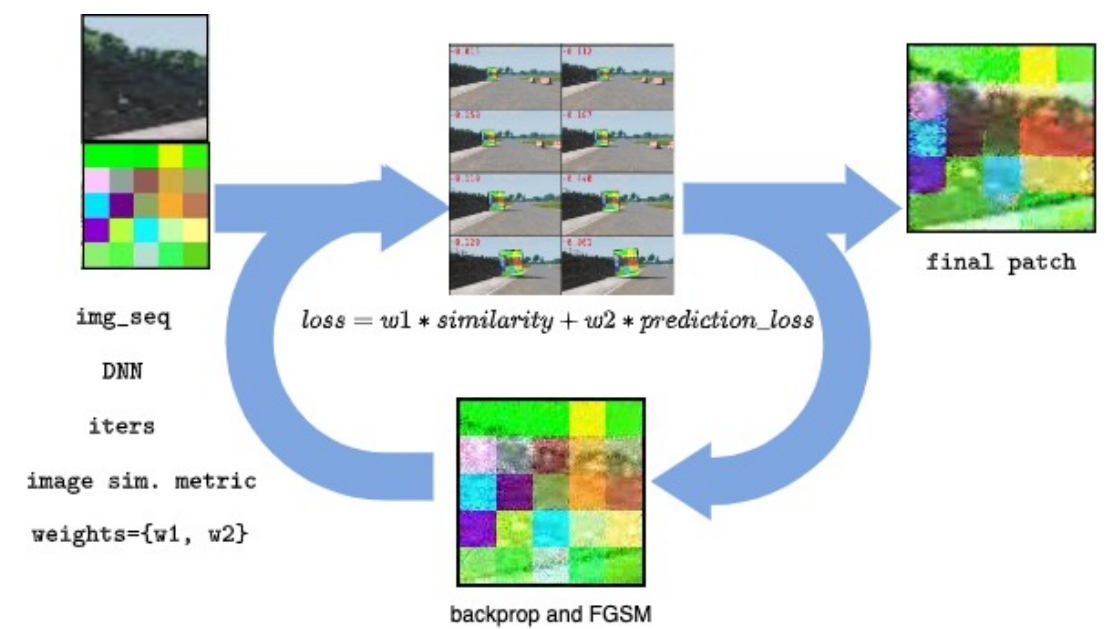 final patch
img_seq
loss = w1 * similarity + w2 * prediction_loss
DNN
iters
image sim. metric
weights={w1, w2}
backprop and FGSM